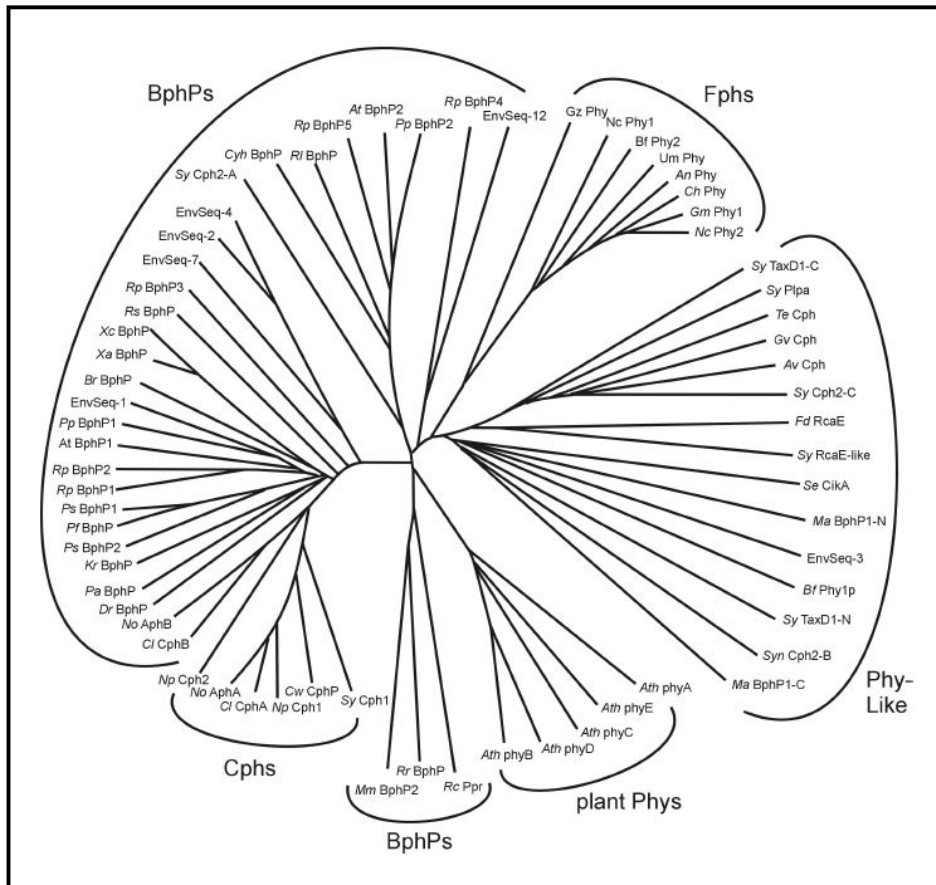 BphPs
Fphs
Rp BphP4
At BphP2
EnvSeq-12
Gz Phy
Rp BphP5
Pp BphP2
Nc Phy1
Cyh BphP
Rl BphP
Bf Phy2
Sy Cph2-A
Um Phy
An Phy
Ch Phy
EnvSeq-4
Gm Phy1
EnvSeq-2
Nc Phy2
EnvSeq-7
Sy TaxD1-C
Rp BphP3
Sy Plpa
Rs BphP
Te Cph
Xc BphP
Gv Cph
Xa BphP
Av Cph
Br BphP
Sy Cph2-C
EnvSeq-1
Fd RcaE
Pp BphP1
At BphP1
Sy RcaE-like
Rp BphP2
Se CikA
Rp BphP1
Ps BphP1
Ma BphP1-N
Pf BphP
Ps BphP2
EnvSeq-3
Kr BphP
Pa BphP
Bf Phy1p
Dr BphP
No AphB
Sy TaxD1-N
Cl CphB
Syn Cph2-B
Np Cph2
No AphA
Cl CphA
Np Cph1
Cw CphP
Sy Cph1
Ath phyA
Ma BphP1-C
Phy-
Like
Ath phyE
Ath phyC
Ath phyD
Ath phyB
Cphs
Mm BphP2
Rr BphP
Rc Ppr
plant Phys
BphPs